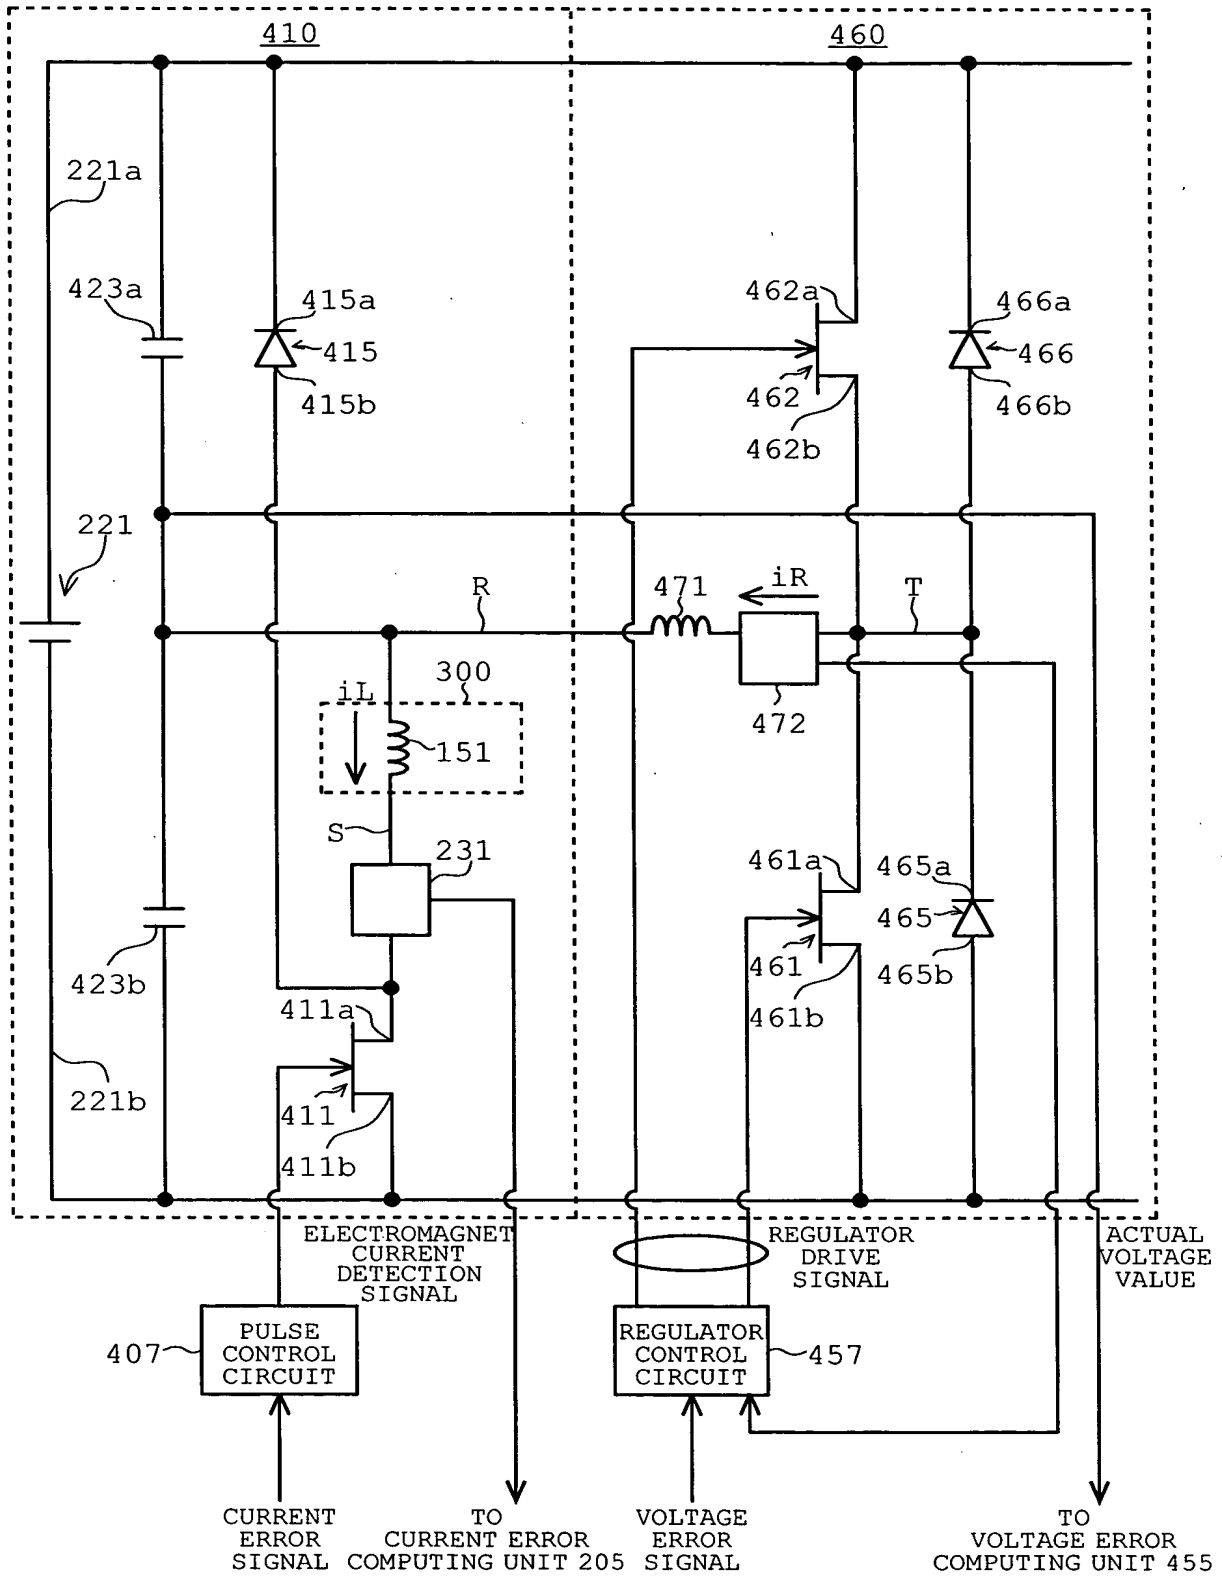 410
460
221a
423a
415a
415
415b
462a
462
462b
466a
466
466b
221
R
471
iR
T
472
300
iL
151
S
231
461a
461
461b
465a
465
465b
423b
411a
411
411b
221b
ELECTROMAGNET
CURRENT
DETECTION
SIGNAL
REGULATOR
DRIVE
SIGNAL
ACTUAL
VOLTAGE
VALUE
407
PULSE
CONTROL
CIRCUIT
REGULATOR
CONTROL
CIRCUIT
457
CURRENT
ERROR
SIGNAL
TO
CURRENT ERROR
COMPUTING UNIT 205
VOLTAGE
ERROR
SIGNAL
TO
VOLTAGE ERROR
COMPUTING UNIT 455